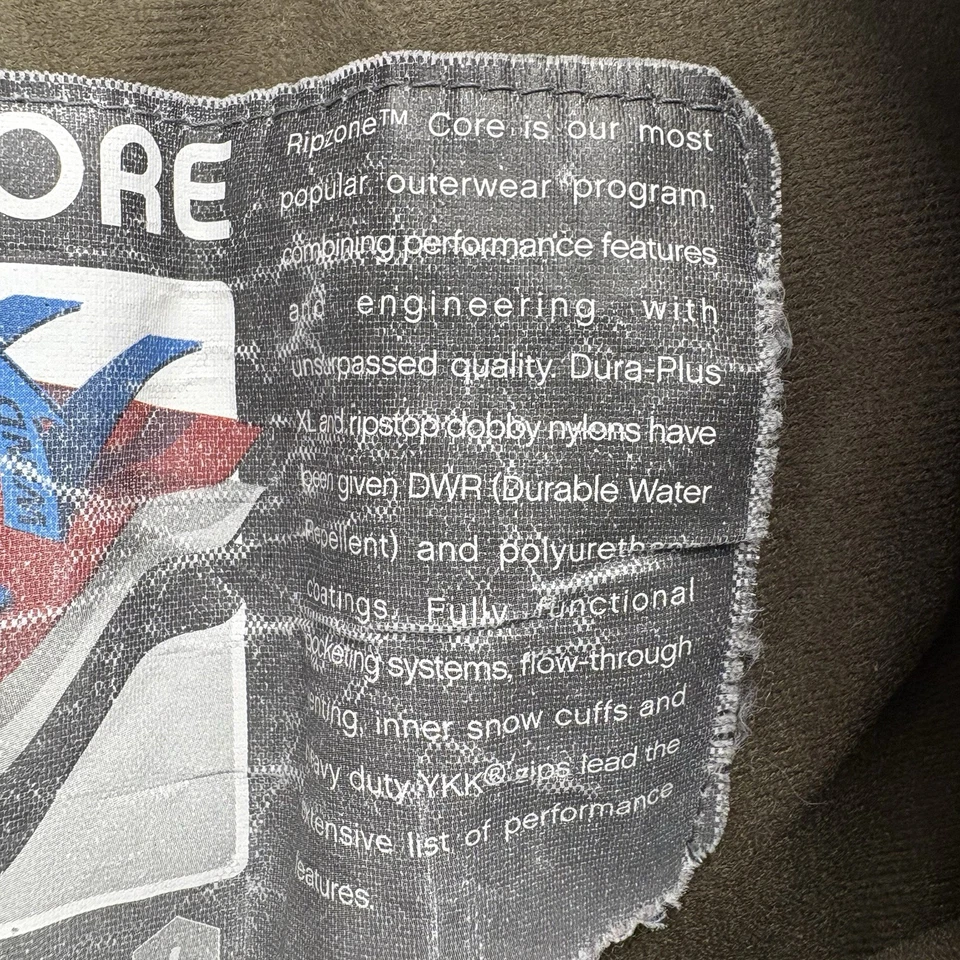 ORE
WIND
Ripzone™ Core is our most
popular outerwear program,
combining performance features
and engineering with
unsurpassed quality. Dura-Plus
XL and ripstop dobby nylons have
been given DWR (Durable Water
Repellent) and polyurethane
coatings. Fully functional
pocketing systems, flow-through
venting, inner snow cuffs and
heavy duty YKK® zips lead the
extensive list of performance
features.